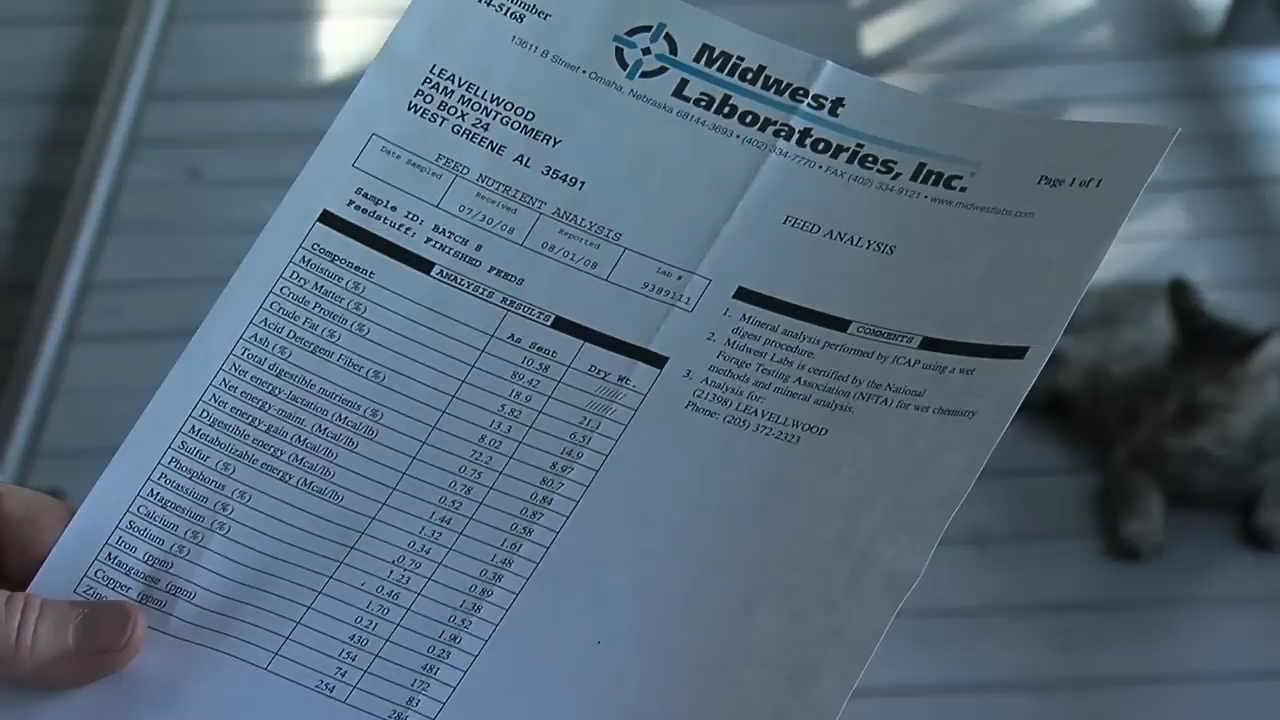 umber
14-5168
Midwest
Laboratories, Inc.
13611 B Street • Omaha, Nebraska 68144-3693 • (402) 334-7770 • FAX (402) 334-9121 • www.midwestlabs.com
Page 1 of 1
LEAVELLWOOD
PAM MONTGOMERY
PO BOX 24
WEST GREENE AL 35491
FEED NUTRIENT ANALYSIS
FEED ANALYSIS
Date Sampled Received Reported Lab #
07/30/08 08/01/08 9389111
Sample ID: BATCH 8
Feedstuff: FINISHED FEEDS
ANALYSIS RESULTS
Component As Sent Dry Wt.
Moisture (%) 10.58 //////
Dry Matter (%) 89.42 //////
Crude Protein (%) 18.9 21.1
Crude Fat (%) 5.82 6.51
Acid Detergent Fiber (%) 13.3 14.9
Ash (%) 8.02 8.97
Total digestible nutrients (%) 72.2 80.7
Net energy-lactation (Mcal/lb) 0.75 0.84
Net energy-maint. (Mcal/lb) 0.78 0.87
Net energy-gain (Mcal/lb) 0.52 0.58
Digestible energy (Mcal/lb) 1.44 1.61
Metabolizable energy (Mcal/lb) 1.32 1.48
Sulfur (%) 0.34 0.38
Phosphorus (%) 0.79 0.89
Potassium (%) 1.23 1.38
Magnesium (%) 0.46 0.52
Calcium (%) 1.70 1.90
Sodium (%) 0.21 0.23
Iron (ppm) 430 481
Manganese (ppm) 154 172
Copper (ppm) 74 83
Zinc 254 284
COMMENTS
1. Mineral analysis performed by ICAP using a wet
digest procedure.
2. Midwest Labs is certified by the National
Forage Testing Association (NFTA) for wet chemistry
methods and mineral analysis.
3. Analysis for:
(21398) LEAVELLWOOD
Phone: (205) 372-2323